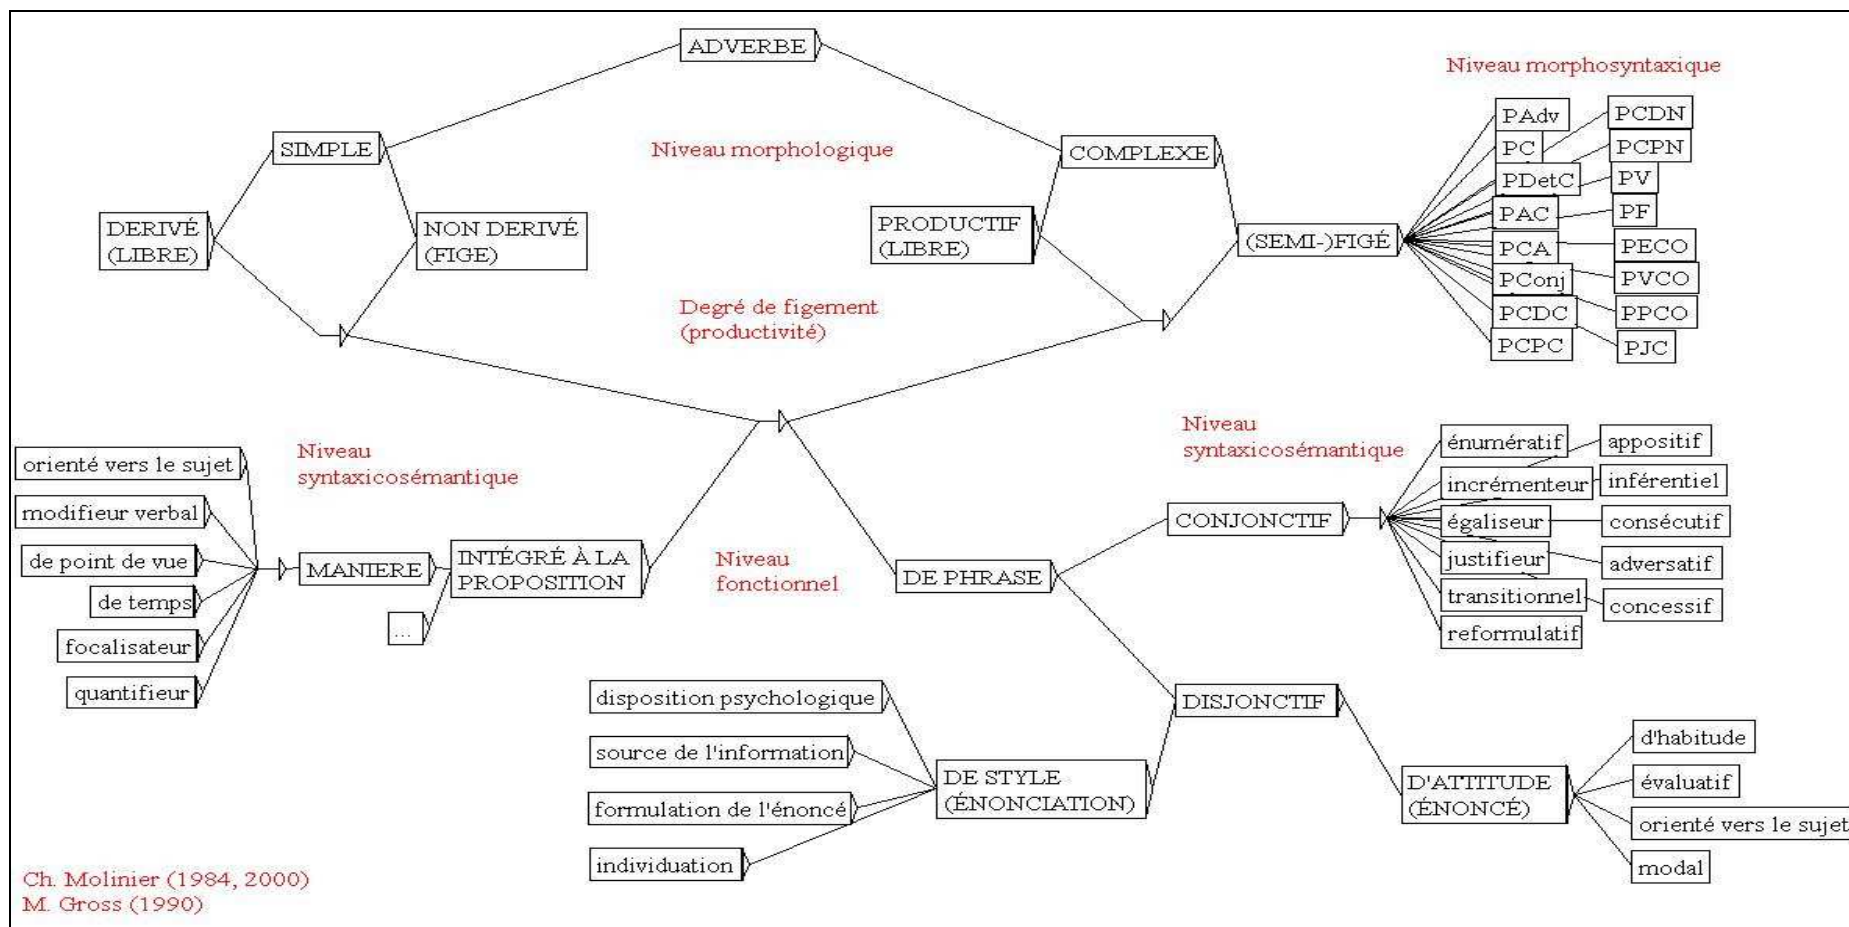 ADVERBE
Niveau morphosyntaxique
SIMPLE
Niveau morphologique
COMPLEXE
DERIVÉ
(LIBRE)
NON DERIVÉ
(FIGE)
PRODUCTIF
(LIBRE)
(SEMI-)FIGÉ
PAdv
PC
PDetC
PAC
PCA
PConj
PCDC
PCPC
PCDN
PCPN
PV
PF
PECO
PVCO
PPCO
PJC
Degré de figement
(productivité)
Niveau
syntaxicosémantique
orienté vers le sujet
modifieur verbal
de point de vue
de temps
focalisateur
quantifieur
MANIERE
...
INTÉGRÉ À LA
PROPOSITION
Niveau
fonctionnel
DE PHRASE
Niveau
syntaxicosémantique
CONJONCTIF
énumératif
incrémenteur
égaliseur
justifieur
transitionnel
reformulatif
appositif
inférentiel
consécutif
adversatif
concessif
DISJONCTIF
disposition psychologique
source de l'information
formulation de l'énoncé
individuation
DE STYLE
(ÉNONCIATION)
D'ATTITUDE
(ÉNONCÉ)
d'habitude
évaluatif
orienté vers le sujet
modal
Ch. Molinier (1984, 2000)
M. Gross (1990)